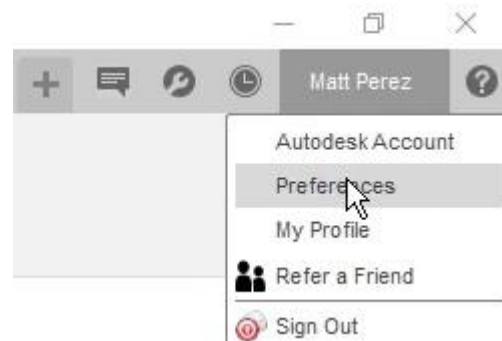 Matt Perez
Autodesk Account
Preferences
My Profile
Refer a Friend
Sign Out